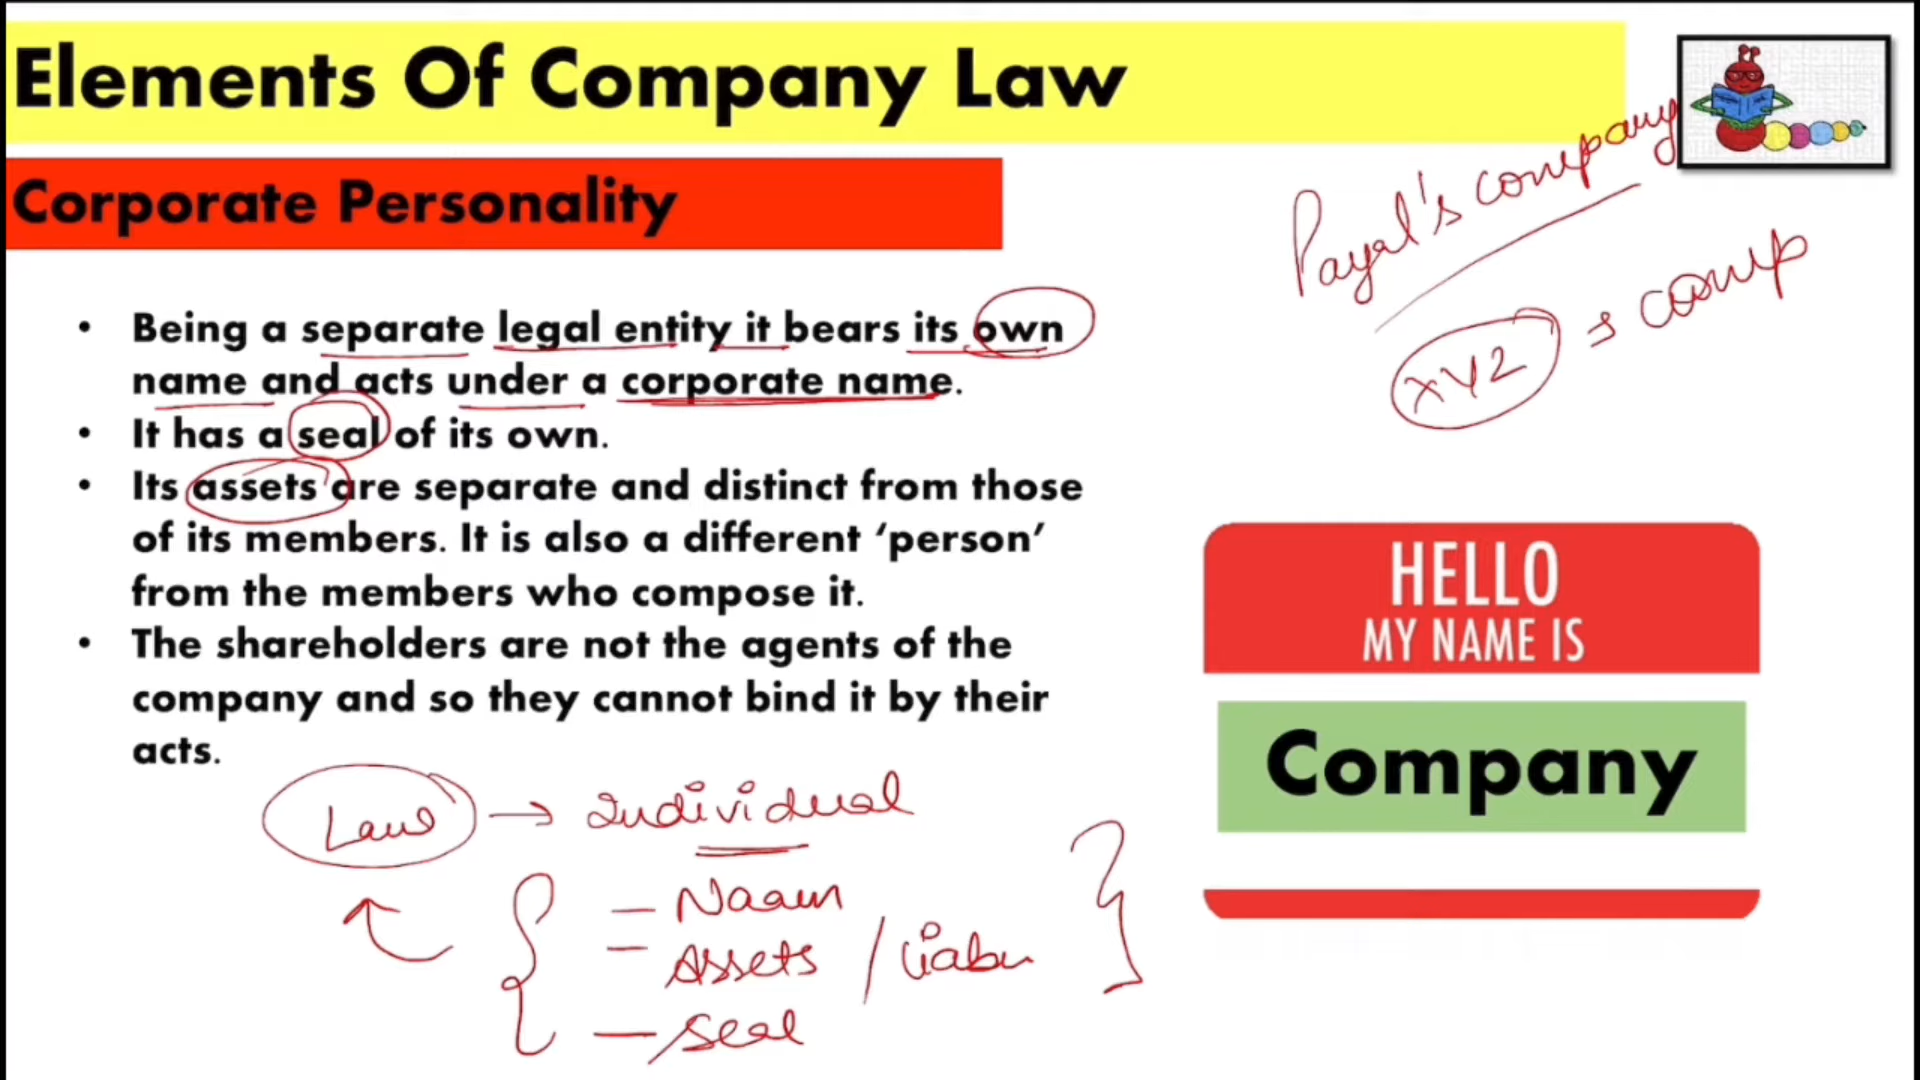 Elements Of Company Law
Corporate Personality
Payal's company
XYZ's comp
• Being a separate legal entity it bears its own
name and acts under a corporate name.
• It has a seal of its own.
• Its assets are separate and distinct from those
of its members. It is also a different ‘person’
from the members who compose it.
• The shareholders are not the agents of the
company and so they cannot bind it by their
acts.
HELLO
MY NAME IS
Company
Law → Individual
= Naam
= Assets /
— Seal